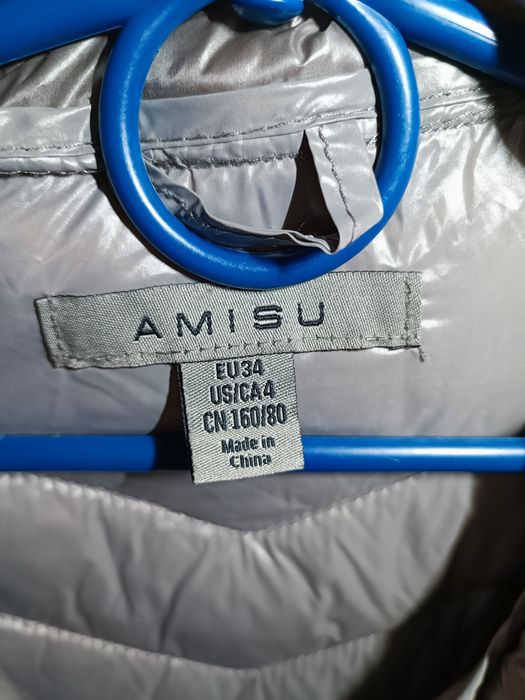 AMISU
EU34
US/CA4
CN 160/80
Made in
China